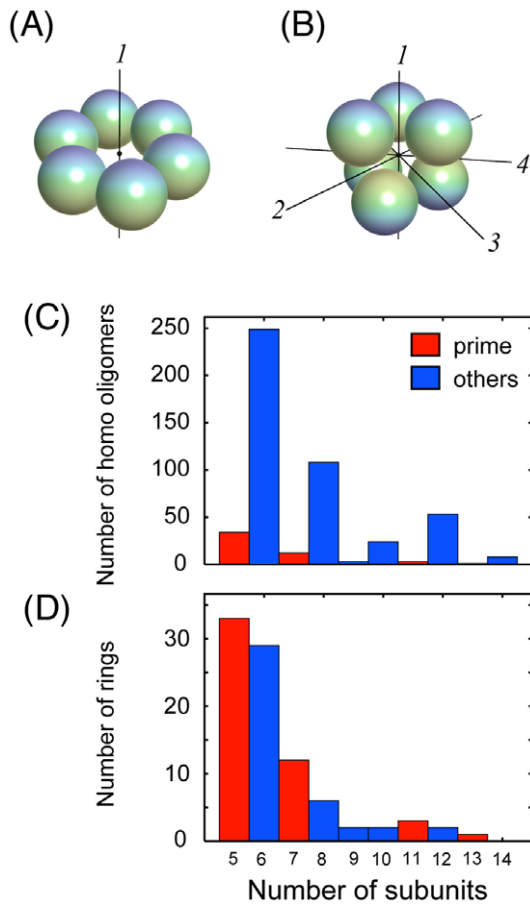 (A)
(B)
1
1
4
2
3
(C)
Number of homo oligomers
250
200
150
100
50
0
prime
others
(D)
Number of rings
30
20
10
0
5 6 7 8 9 10 11 12 13 14
Number of subunits